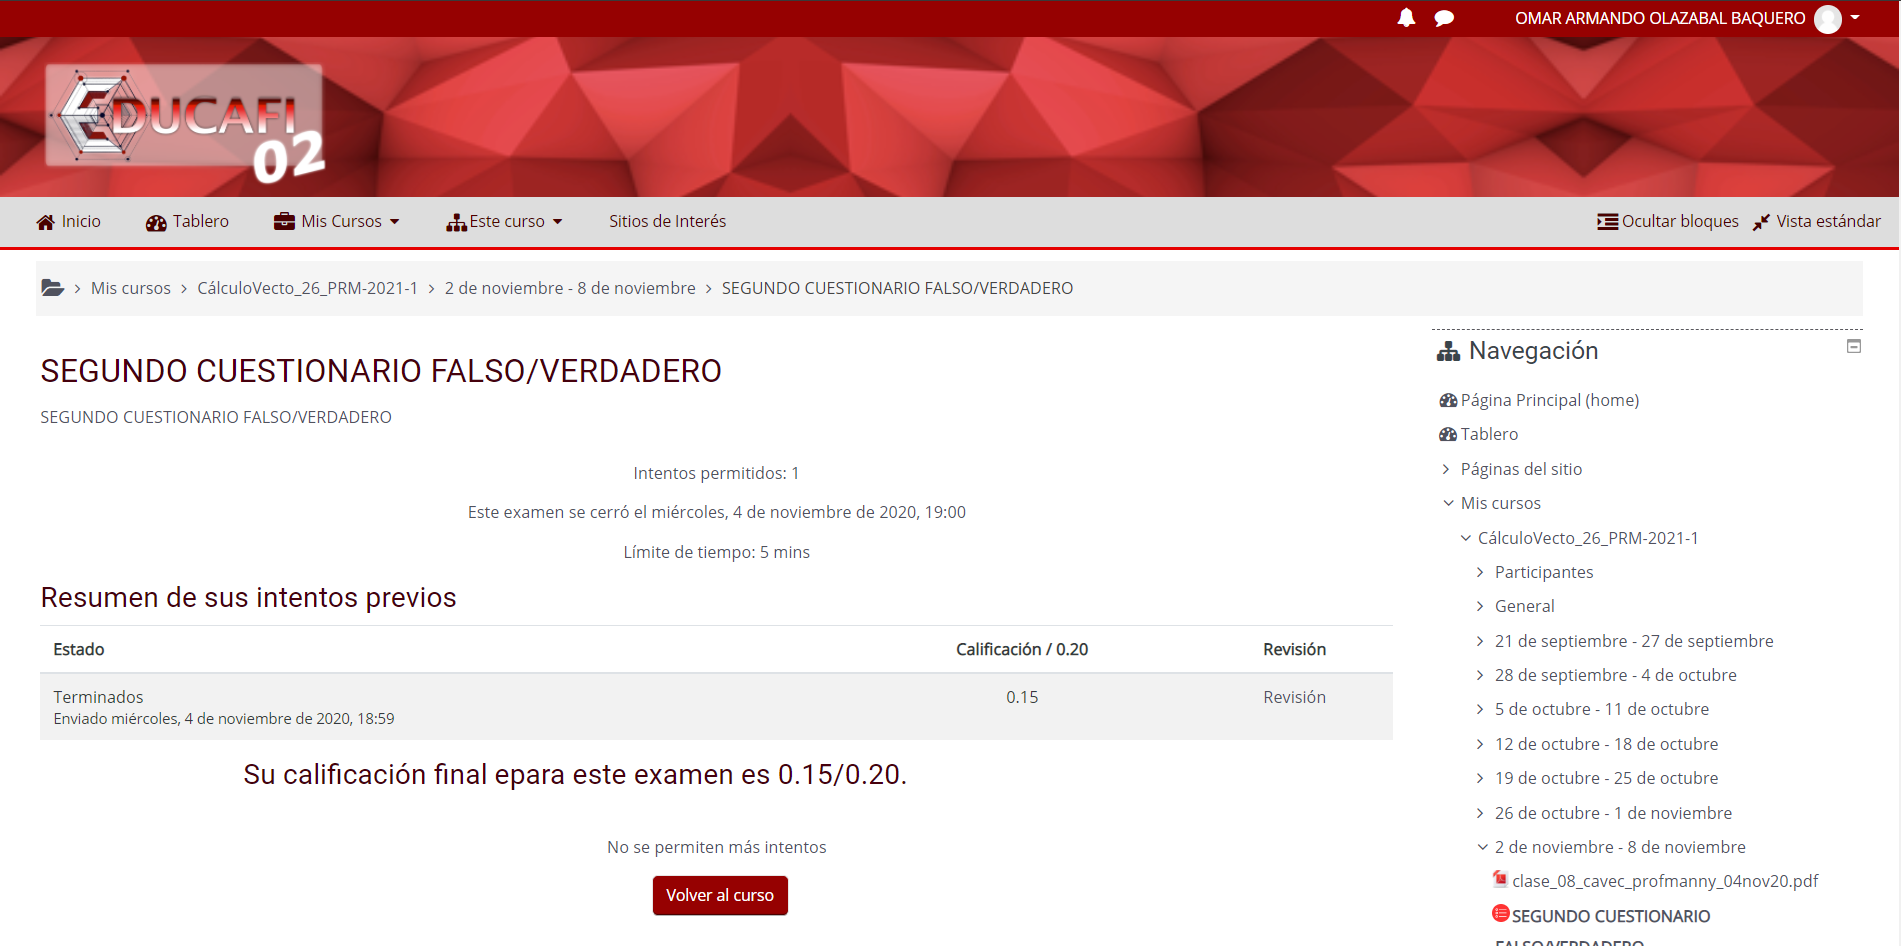 OMAR ARMANDO OLAZABAL BAQUERO
EDUCAFI
02
Inicio
Tablero
Mis Cursos
Este curso
Sitios de Interés
Ocultar bloques
Vista estándar
Mis cursos > CálculoVecto_26_PRM-2021-1 > 2 de noviembre - 8 de noviembre > SEGUNDO CUESTIONARIO FALSO/VERDADERO
SEGUNDO CUESTIONARIO FALSO/VERDADERO
SEGUNDO CUESTIONARIO FALSO/VERDADERO
Intentos permitidos: 1
Este examen se cerró el miércoles, 4 de noviembre de 2020, 19:00
Límite de tiempo: 5 mins
Resumen de sus intentos previos
Estado Calificación / 0.20 Revisión
Terminados 0.15 Revisión
Enviado miércoles, 4 de noviembre de 2020, 18:59
Su calificación final epara este examen es 0.15/0.20.
No se permiten más intentos
Volver al curso
Navegación
Página Principal (home)
Tablero
Páginas del sitio
Mis cursos
CálculoVecto_26_PRM-2021-1
Participantes
General
21 de septiembre - 27 de septiembre
28 de septiembre - 4 de octubre
5 de octubre - 11 de octubre
12 de octubre - 18 de octubre
19 de octubre - 25 de octubre
26 de octubre - 1 de noviembre
2 de noviembre - 8 de noviembre
clase_08_cavec_profmanny_04nov20.pdf
SEGUNDO CUESTIONARIO
FALSO/VERDADERO